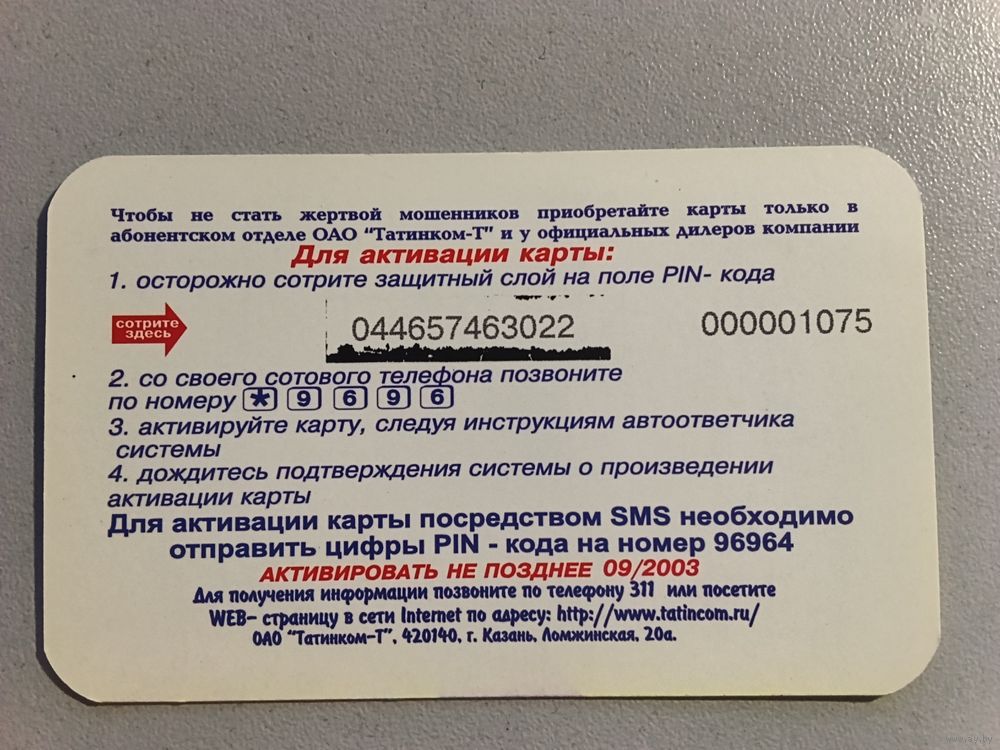 Чтобы не стать жертвой мошенников приобретайте карты только в
абонентском отделе ОАО "Татинком-Т" и у официальных дилеров компании
Для активации карты:
1. осторожно сотрите защитный слой на поле PIN- кода
сотрите
здесь
044657463022 000001075
2. со своего сотового телефона позвоните
по номеру * 9 6 9 6
3. активируйте карту, следуя инструкциям автоответчика
системы
4. дождитесь подтверждения системы о произведении
активации карты
Для активации карты посредством SMS необходимо
отправить цифры PIN - кода на номер 96964
АКТИВИРОВАТЬ НЕ ПОЗДНЕЕ 09/2003
Для получения информации позвоните по телефону 311 или посетите
WEB– страницу в сети Internet по адресу: http://www.tatincom.ru/
ОАО "Татинком-Т", 420140, г. Казань, Ломжинская, 20а.